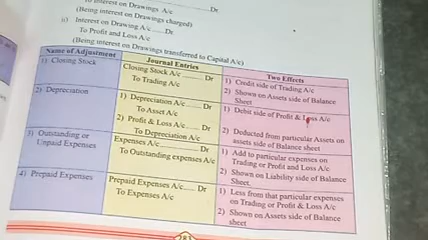 To Interest on Drawings A/c
Dr
(Being interest on Drawings charged)
ii) Interest on Drawing A/c...... Dr
To Profit and Loss A/c
(Being interest on Drawings transferred to Capital A/c)
Name of Adjustment
Journal Entries
Two Effects
1) Closing Stock
Closing Stock A/c........... Dr
To Trading A/c
1) Credit side of Trading A/c
2) Shown on Assets side of Balance
Sheet
2) Depreciation
1) Depreciation A/c........ Dr
To Asset A/c
2) Profit & Loss A/c....... Dr
To Depreciation A/c
1) Debit side of Profit & Loss A/c
2) Deducted from particular Assets on
assets side of Balance sheet
3) Outstanding or
Unpaid Expenses
Expenses A/c................. Dr
To Outstanding expenses A/c
1) Add to particular expenses on
Trading or Profit and Loss A/c
2) Shown on Liability side of Balance
Sheet.
4) Prepaid Expenses
Prepaid Expenses A/c...... Dr
To Expenses A/c
1) Less from that particular expenses
on Trading or Profit & Loss A/c
2) Shown on Assets side of Balance
sheet